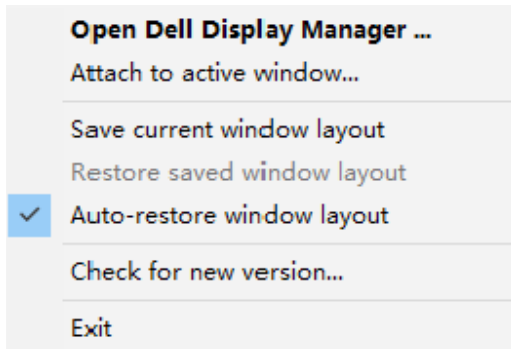 Open Dell Display Manager ...
Attach to active window...
Save current window layout
Restore saved window layout
Auto-restore window layout
Check for new version...
Exit